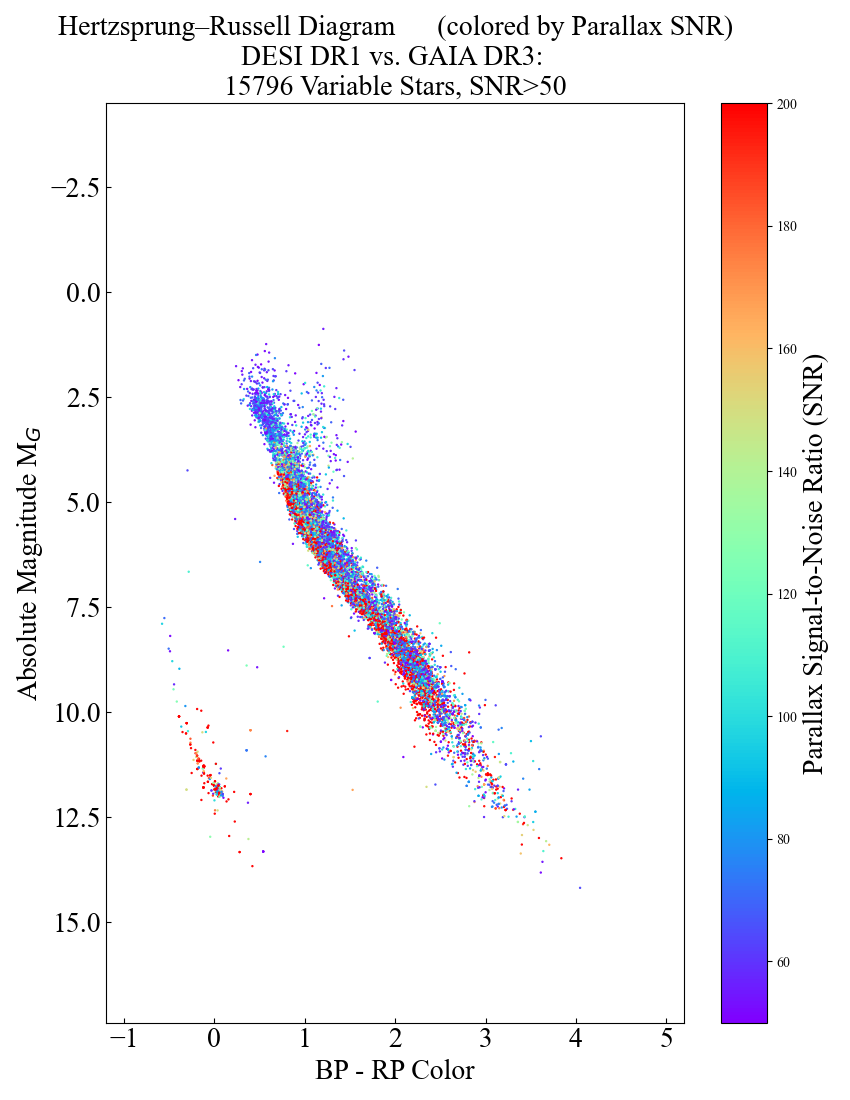 Hertzsprung–Russell Diagram (colored by Parallax SNR)
DESI DR1 vs. GAIA DR3:
15796 Variable Stars, SNR>50
−2.5
0.0
2.5
5.0
7.5
10.0
12.5
15.0
Absolute Magnitude M_G
−1 0 1 2 3 4 5
BP - RP Color
200
180
160
140
120
100
80
60
Parallax Signal-to-Noise Ratio (SNR)